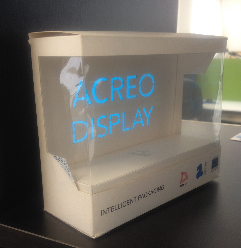 ACREO
DISPLAY
INTELLIGENT PACKAGING